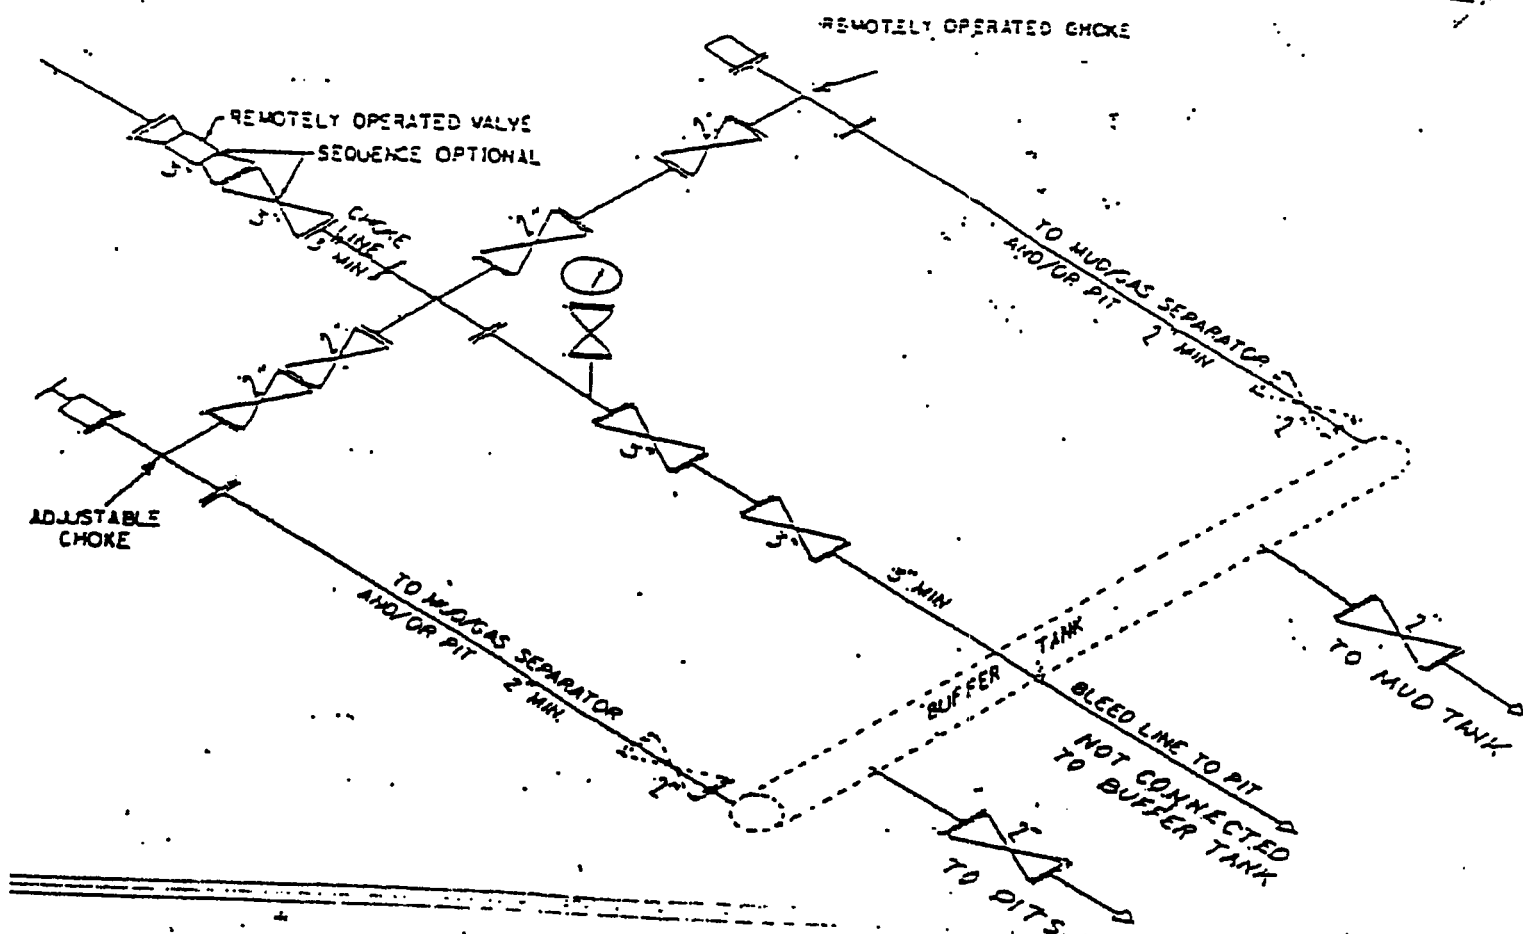 REMOTELY OPERATED CHOKE
REMOTELY OPERATED VALVE
SEQUENCE OPTIONAL
3"
3"
CHOKE
LINE
3" MIN
2"
2"
2"
2"
ADJUSTABLE
CHOKE
TO MUD/GAS SEPARATOR
AND/OR PIT
2" MIN
2"
3"
3"
3" MIN
TO MUD/GAS SEPARATOR
AND/OR PIT
2" MIN.
2"
BUFFER TANK
2"
TO MUD TANK
BLEED LINE TO PIT
NOT CONNECTED
TO BUFFER TANK
2"
TO PITS